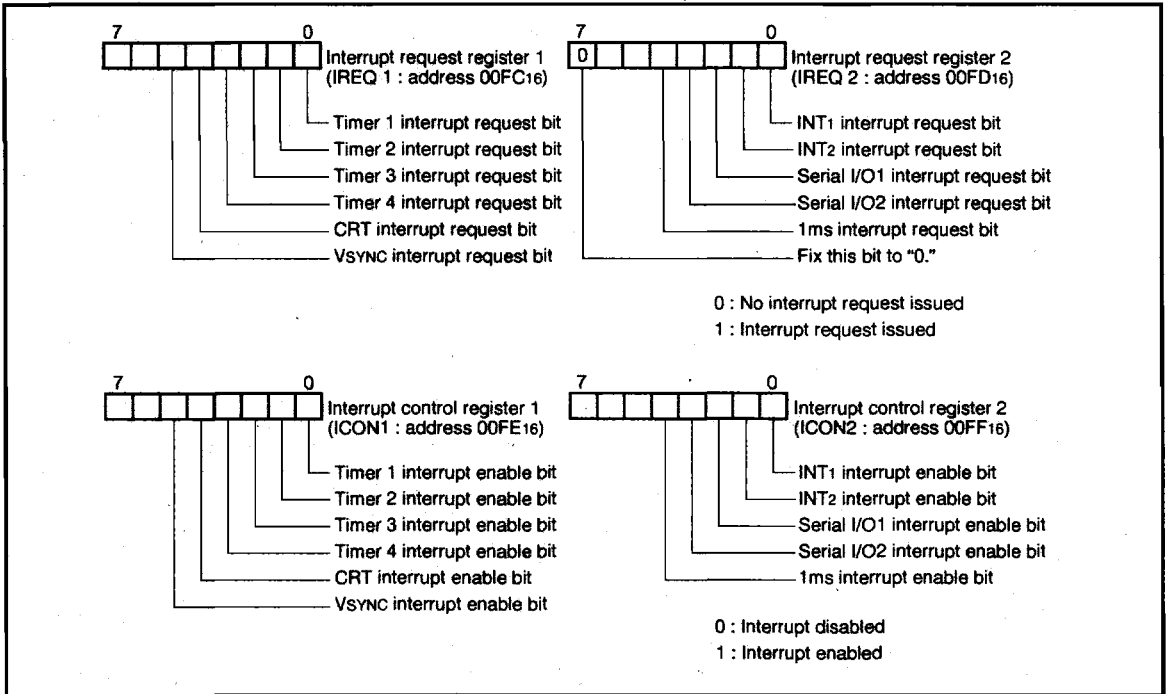 7 0
Interrupt request register 1
(IREQ 1 : address 00FC16)
Timer 1 interrupt request bit
Timer 2 interrupt request bit
Timer 3 interrupt request bit
Timer 4 interrupt request bit
CRT interrupt request bit
VSYNC interrupt request bit
7 0
0
Interrupt request register 2
(IREQ 2 : address 00FD16)
INT1 interrupt request bit
INT2 interrupt request bit
Serial I/O1 interrupt request bit
Serial I/O2 interrupt request bit
1ms interrupt request bit
Fix this bit to “0.”
0 : No interrupt request issued
1 : Interrupt request issued
7 0
Interrupt control register 1
(ICON1 : address 00FE16)
Timer 1 interrupt enable bit
Timer 2 interrupt enable bit
Timer 3 interrupt enable bit
Timer 4 interrupt enable bit
CRT interrupt enable bit
VSYNC interrupt enable bit
7 0
Interrupt control register 2
(ICON2 : address 00FF16)
INT1 interrupt enable bit
INT2 interrupt enable bit
Serial I/O1 interrupt enable bit
Serial I/O2 interrupt enable bit
1ms interrupt enable bit
0 : Interrupt disabled
1 : Interrupt enabled